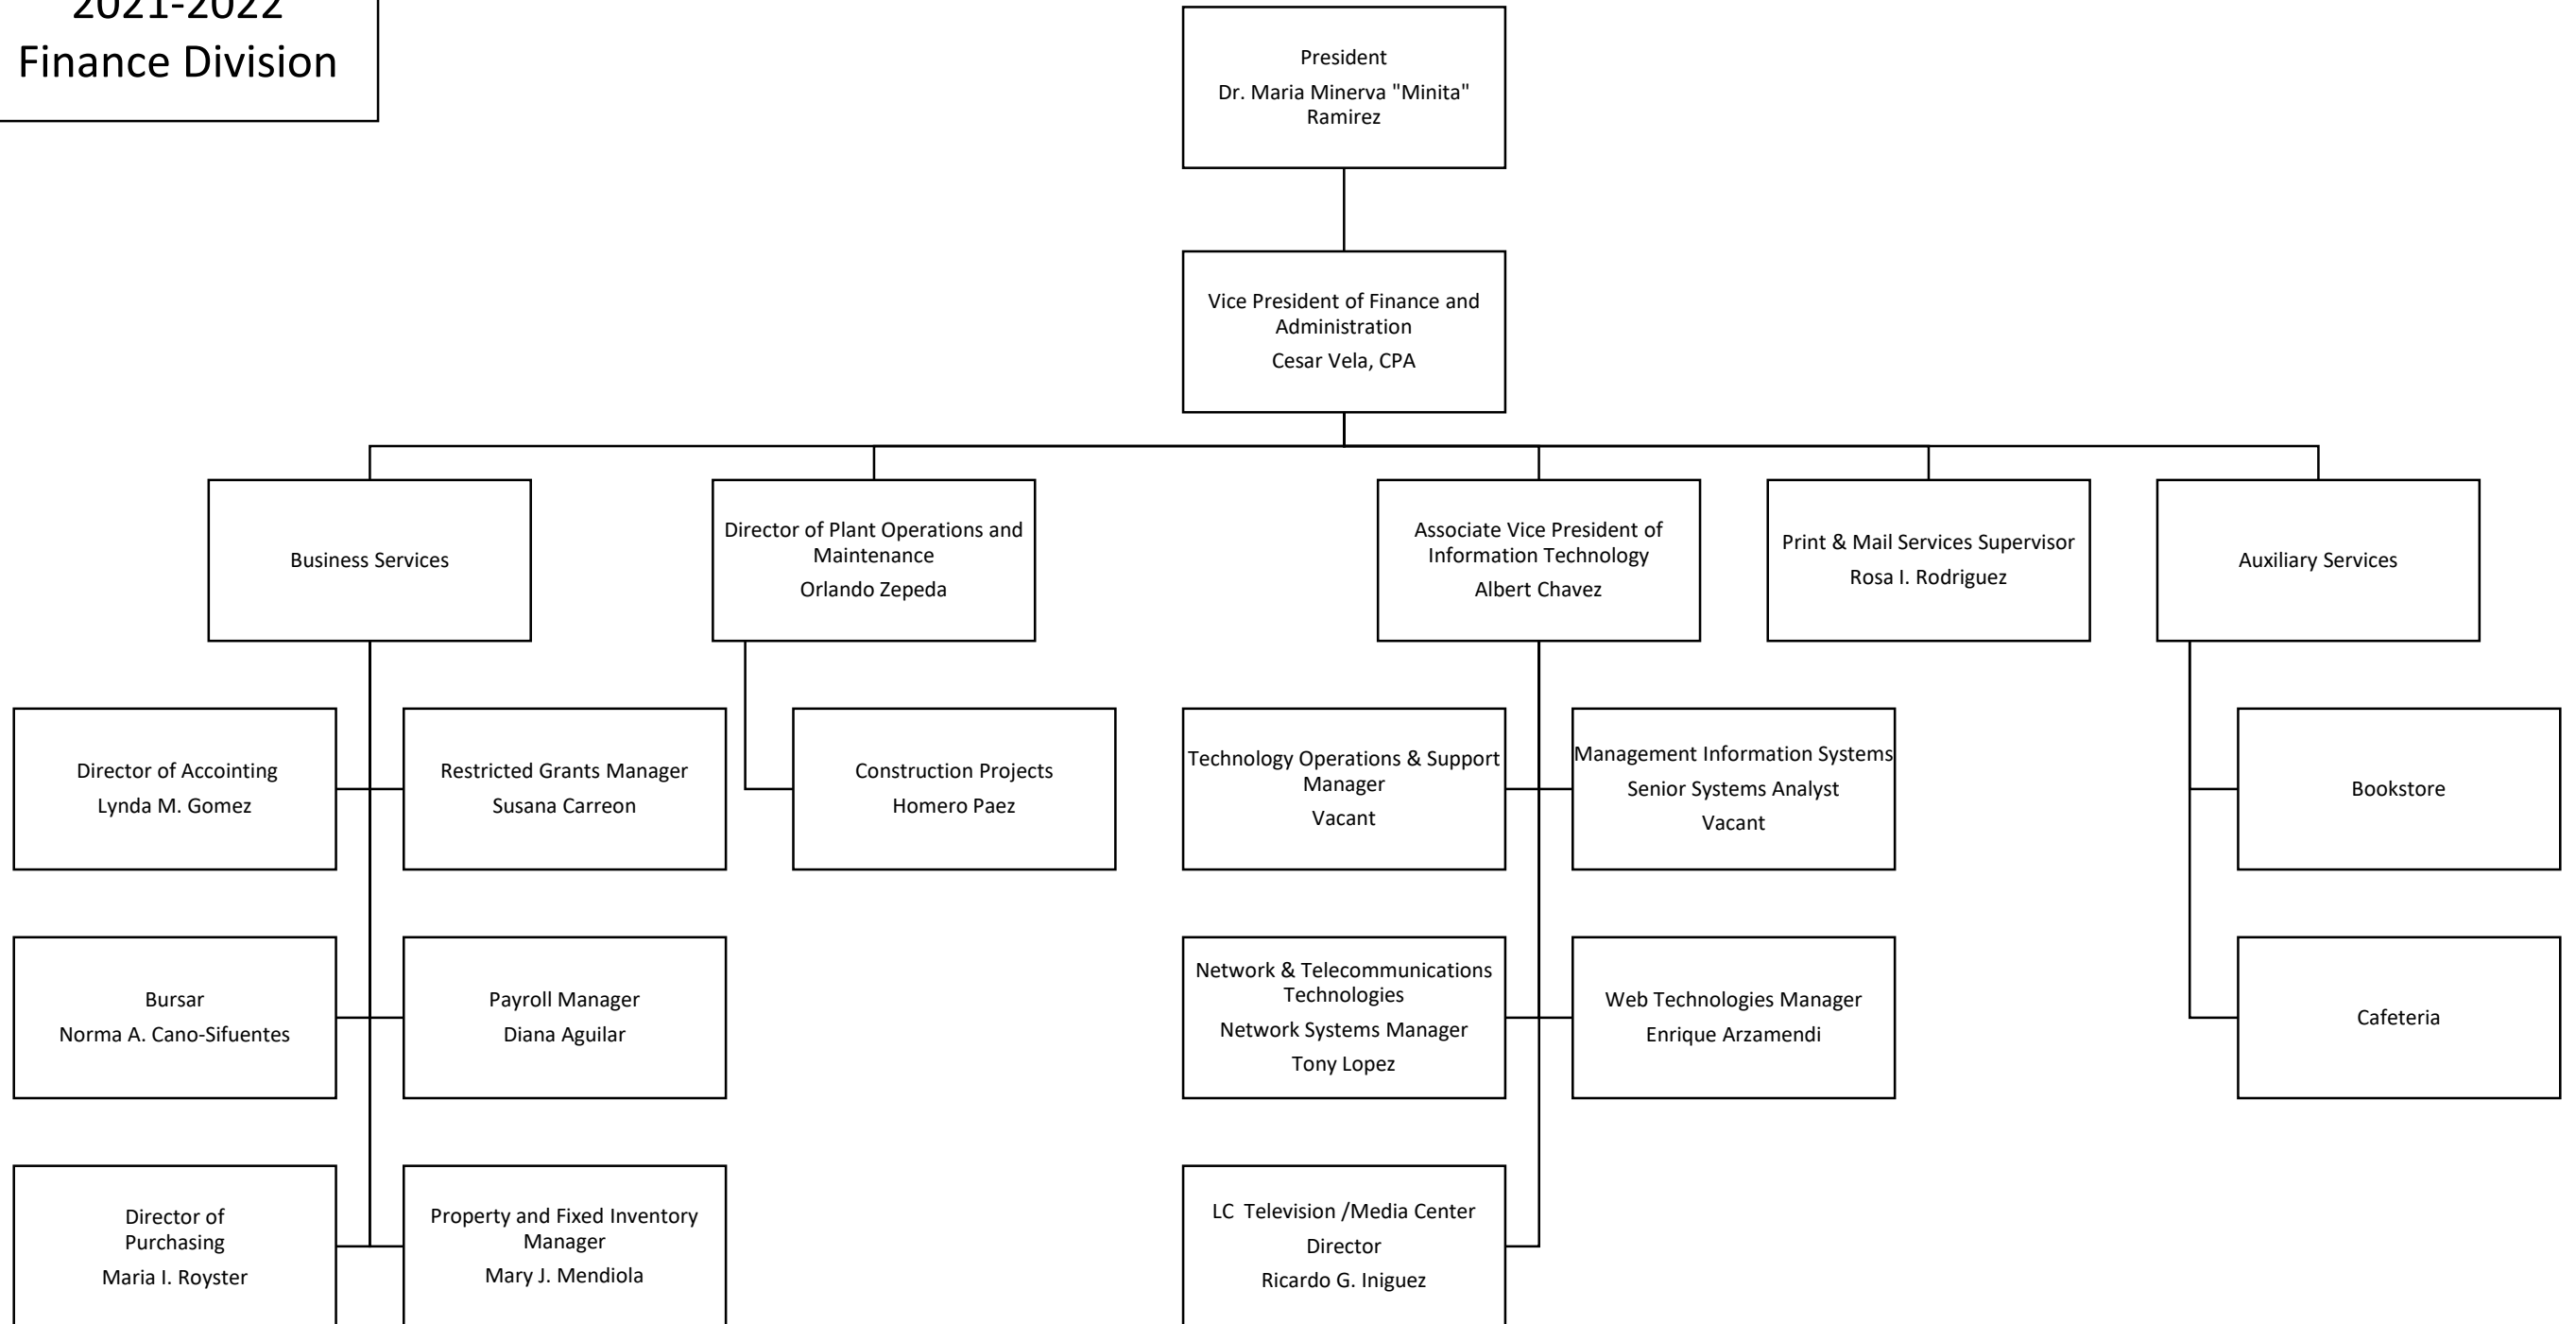 2021-2022
Finance Division
President
Dr. Maria Minerva "Minita"
Ramirez
Vice President of Finance and
Administration
Cesar Vela, CPA
Business Services
Director of Plant Operations and
Maintenance
Orlando Zepeda
Associate Vice President of
Information Technology
Albert Chavez
Print & Mail Services Supervisor
Rosa I. Rodriguez
Auxiliary Services
Director of Accointing
Lynda M. Gomez
Restricted Grants Manager
Susana Carreon
Construction Projects
Homero Paez
Technology Operations & Support
Manager
Vacant
Management Information Systems
Senior Systems Analyst
Vacant
Bookstore
Bursar
Norma A. Cano-Sifuentes
Payroll Manager
Diana Aguilar
Network & Telecommunications
Technologies
Network Systems Manager
Tony Lopez
Web Technologies Manager
Enrique Arzamendi
Cafeteria
Director of
Purchasing
Maria I. Royster
Property and Fixed Inventory
Manager
Mary J. Mendiola
LC  Television /Media Center
Director
Ricardo G. Iniguez